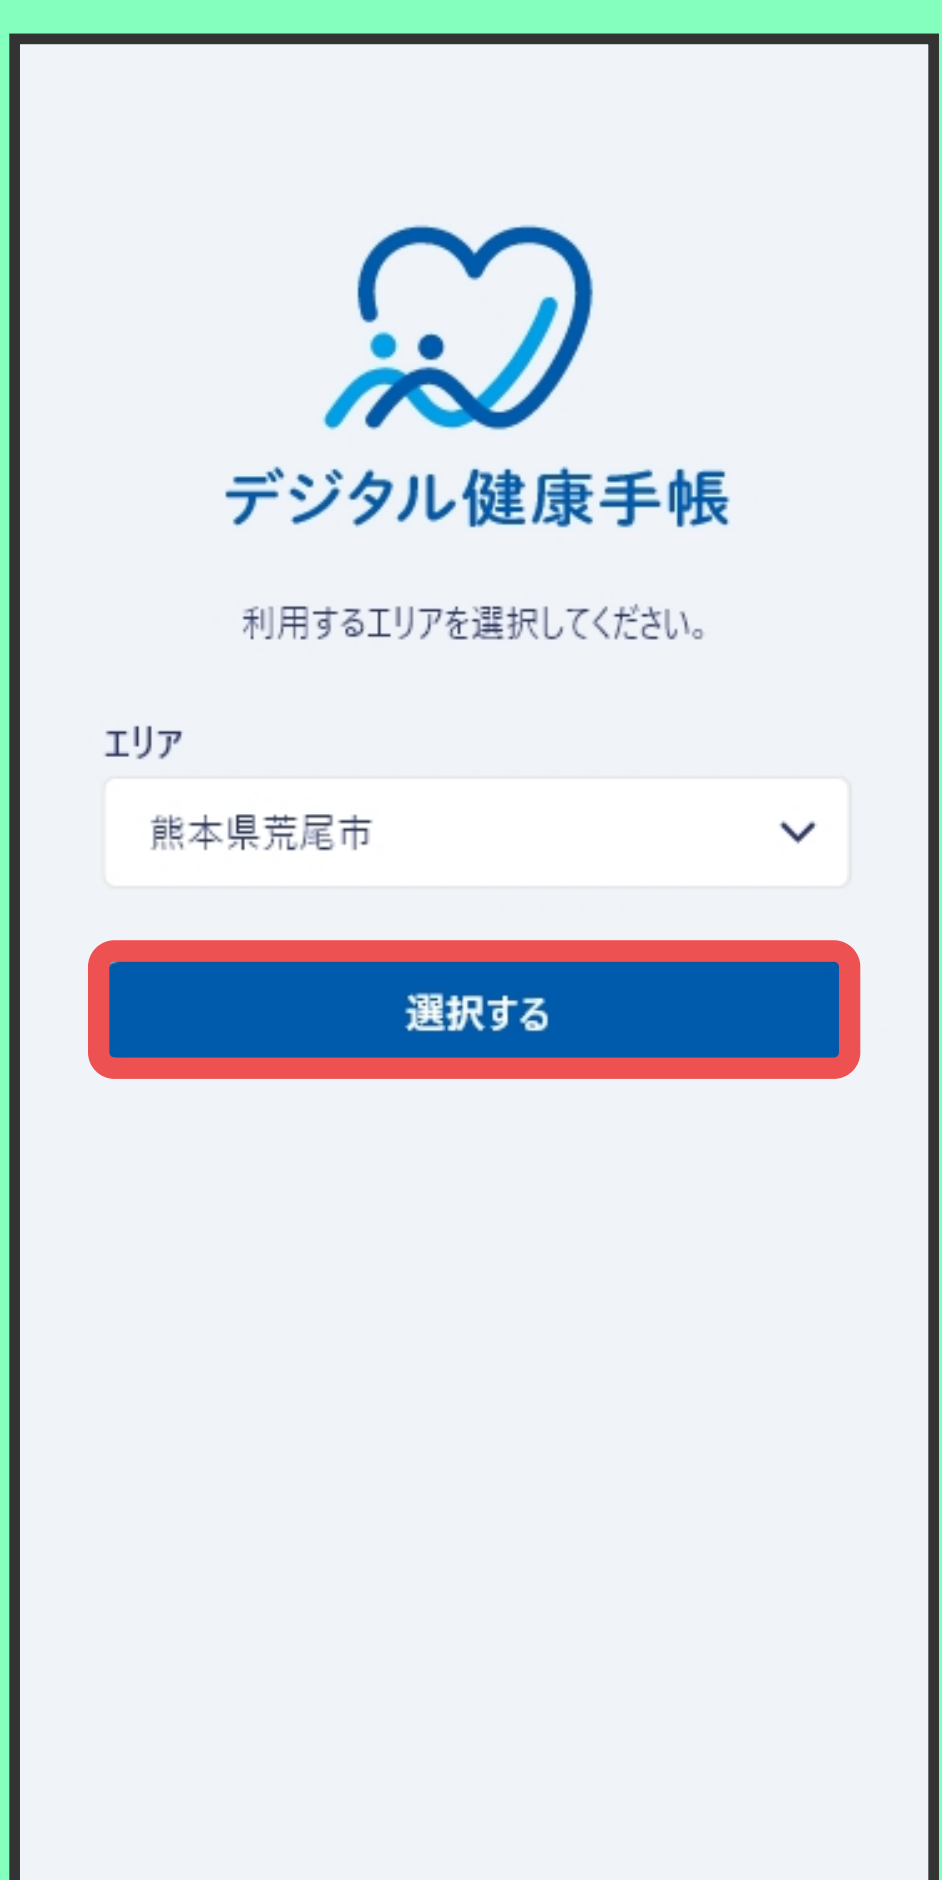 デジタル健康手帳
利用するエリアを選択してください。
エリア
熊本県荒尾市
選択する